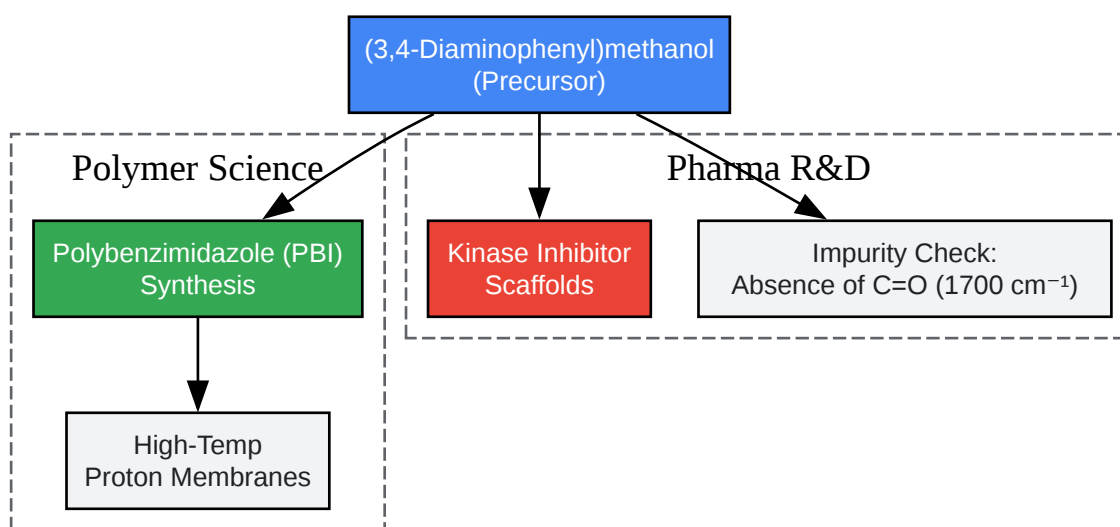 (3,4-Diaminophenyl)methanol
(Precursor)
Polymer Science
Pharma R&D
Polybenzimidazole (PBI)
Synthesis
Kinase Inhibitor
Scaffolds
Impurity Check:
Absence of C=O (1700 cm⁻¹)
High-Temp
Proton Membranes